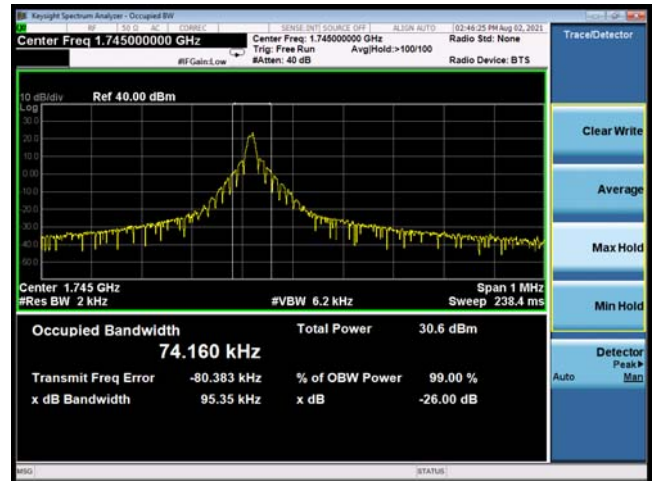 Keysight Spectrum Analyzer - Occupied BW
RF 50 Ω AC CORREC SENSE:INT SOURCE OFF ALIGN AUTO 02:46:25 PM Aug 02, 2021
Center Freq 1.745000000 GHz Center Freq: 1.745000000 GHz Radio Std: None
Trig: Free Run Avg|Hold:>100/100
#IFGain:Low #Atten: 40 dB Radio Device: BTS
Trace/Detector
10 dB/div Ref 40.00 dBm
Log
30.0
20.0
10.0
0.00
Clear Write
Average
Max Hold
Min Hold
Center 1.745 GHz Span 1 MHz
#Res BW 2 kHz #VBW 6.2 kHz Sweep 238.4 ms
Occupied Bandwidth Total Power 30.6 dBm
74.160 kHz
Transmit Freq Error -80.383 kHz % of OBW Power 99.00 %
x dB Bandwidth 95.35 kHz x dB -26.00 dB
Detector
Peak▶
Auto Man
MSG STATUS